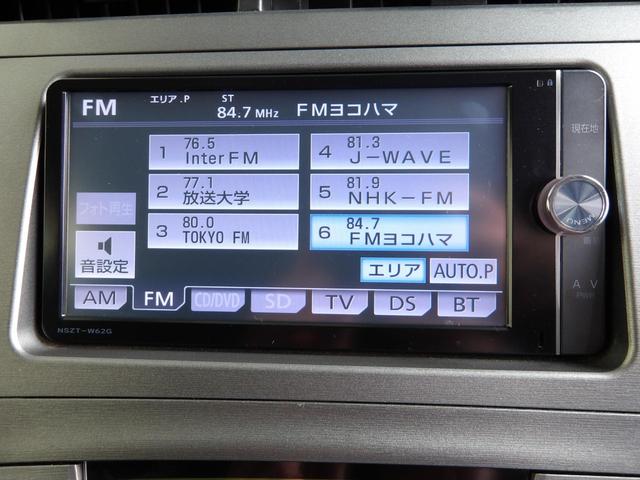 FM エリア.P ST 84.7 MHz FMヨコハマ
1 76.5 InterFM
4 81.3 J-WAVE
2 77.1 放送大学
5 81.9 NHK-FM
3 80.0 TOKYO FM
6 84.7 FMヨコハマ
フォト再生
音設定
エリア AUTO.P
AM FM CD/DVD SD TV DS BT
NSZT-W62G
現在地
MENU
AV